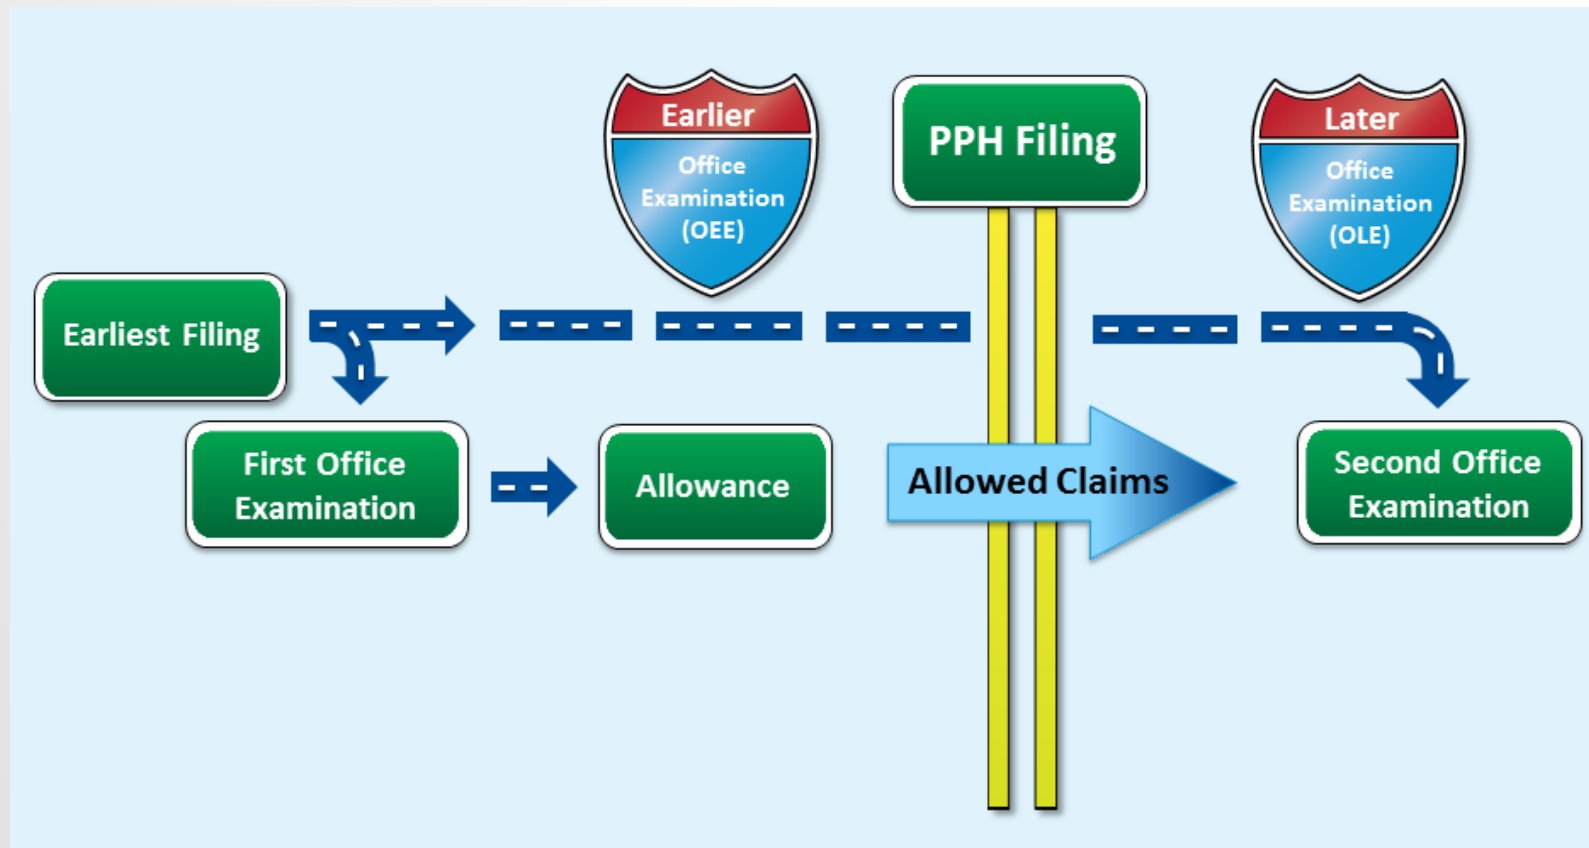 Earlier
Office
Examination
(OEE)
PPH Filing
Later
Office
Examination
(OLE)
Earliest Filing
First Office
Examination
Allowance
Allowed Claims
Second Office
Examination